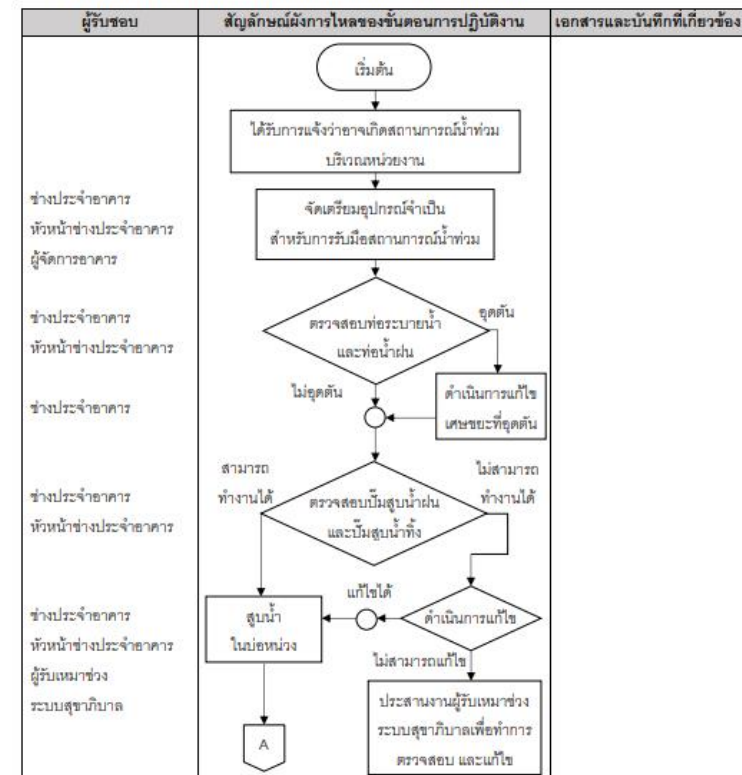 ผู้รับชอบ
สัญลักษณ์ผังการไหลของขั้นตอนการปฏิบัติงาน
เอกสารและบันทึกที่เกี่ยวข้อง
เริ่มต้น
ได้รับการแจ้งว่าอาจเกิดสถานการณ์น้ำท่วม
บริเวณหน่วยงาน
ช่างประจำอาคาร
หัวหน้าช่างประจำอาคาร
ผู้จัดการอาคาร
จัดเตรียมอุปกรณ์จำเป็น
สำหรับการรับมือสถานการณ์น้ำท่วม
ช่างประจำอาคาร
หัวหน้าช่างประจำอาคาร
ตรวจสอบท่อระบายน้ำ
และท่อน้ำฝน
อุดตัน
ไม่อุดตัน
ช่างประจำอาคาร
ดำเนินการแก้ไข
เศษขยะที่อุดตัน
สามารถ
ทำงานได้
ไม่สามารถ
ทำงานได้
ช่างประจำอาคาร
หัวหน้าช่างประจำอาคาร
ตรวจสอบปั๊มสูบน้ำฝน
และปั๊มสูบน้ำทิ้ง
แก้ไขได้
ช่างประจำอาคาร
หัวหน้าช่างประจำอาคาร
ผู้รับเหมาช่วง
ระบบสุขาภิบาล
สูบน้ำ
ในบ่อหน่วง
ดำเนินการแก้ไข
ไม่สามารถแก้ไข
ประสานงานผู้รับเหมาช่วง
ระบบสุขาภิบาลเพื่อทำการ
ตรวจสอบ และแก้ไข
A